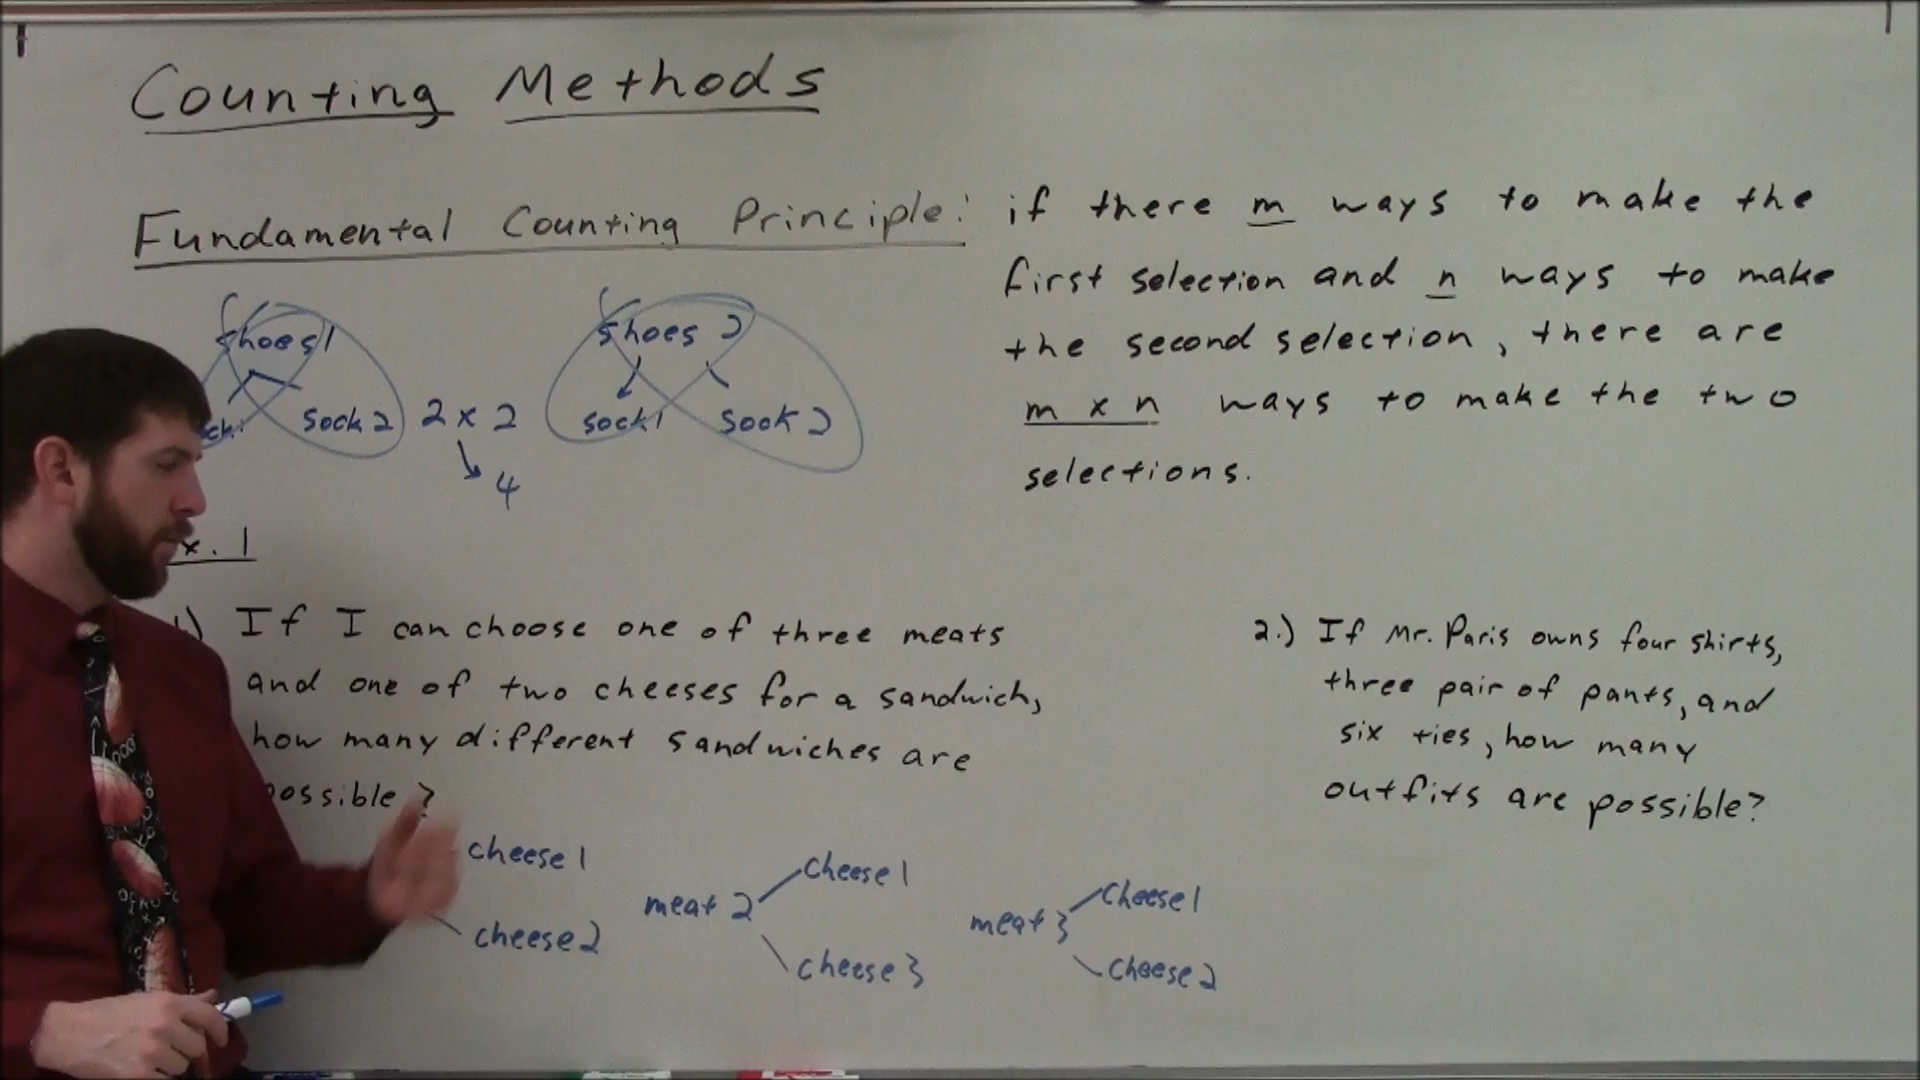 Counting Methods
Fundamental Counting Principle:
if there m ways to make the
first selection and n ways to make
the second selection, there are
m x n ways to make the two
selections.
shoes 1
sock 2
2 x 2
4
shoes 2
sock 1
sock 2
x. 1
1) If I can choose one of three meats
and one of two cheeses for a sandwich,
how many different sandwiches are
possible?
cheese 1
cheese 2
meat 2
cheese 1
cheese 3
meat 3
cheese 1
cheese 2
2.) If Mr. Paris owns four shirts,
three pair of pants, and
six ties, how many
outfits are possible?